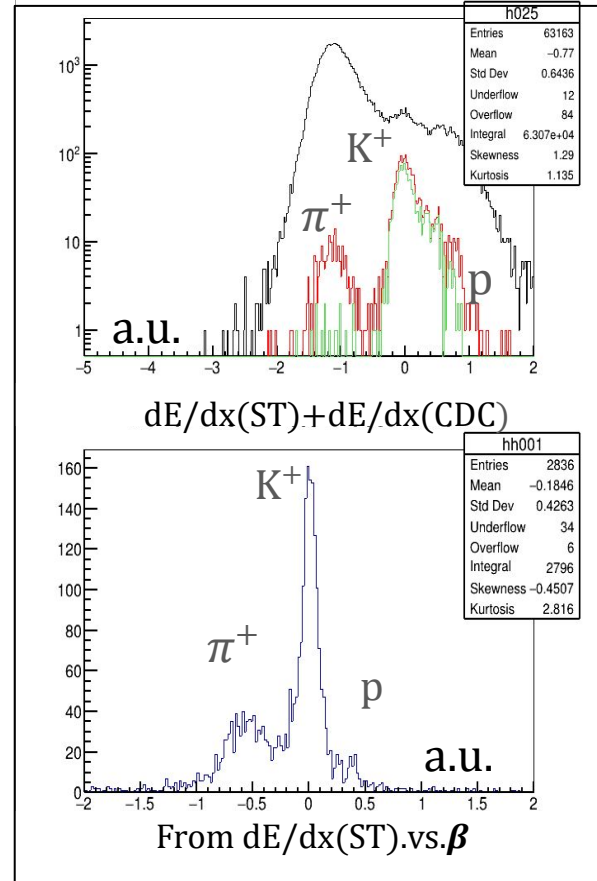 h025
Entries 63163
Mean −0.77
Std Dev 0.6436
Underflow 12
Overflow 84
Integral 6.307e+04
Skewness 1.29
Kurtosis 1.135
10³
10²
10
1
K⁺
π⁺
p
a.u.
−5 −4 −3 −2 −1 0 1 2
dE/dx(ST)+dE/dx(CDC)
hh001
Entries 2836
Mean −0.1846
Std Dev 0.4263
Underflow 34
Overflow 6
Integral 2796
Skewness −0.4507
Kurtosis 2.816
160
140
120
100
80
60
40
20
0
K⁺
π⁺
p
a.u.
−2 −1.5 −1 −0.5 0 0.5 1 1.5 2
From dE/dx(ST).vs.β